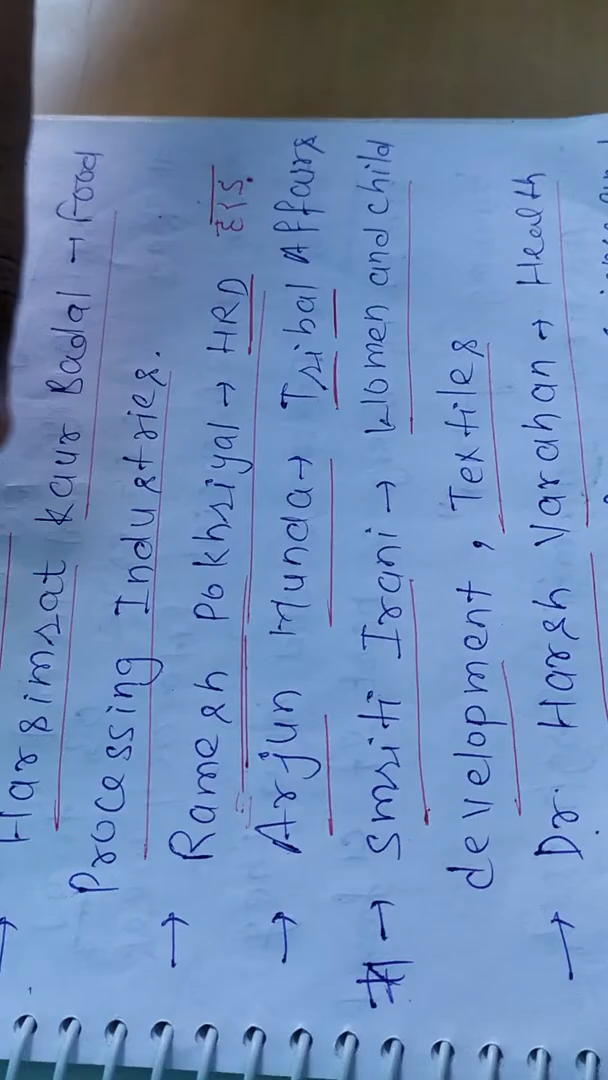 → Harsimrat kaur Badal → Food
Processing Industries.
→ Ramesh Pokhriyal → HRD
→ Arjun Munda → Tribal Affairs
# → Smriti Irani → Women and child
development, Textiles
→ Dr. Harsh Vardhan → Health